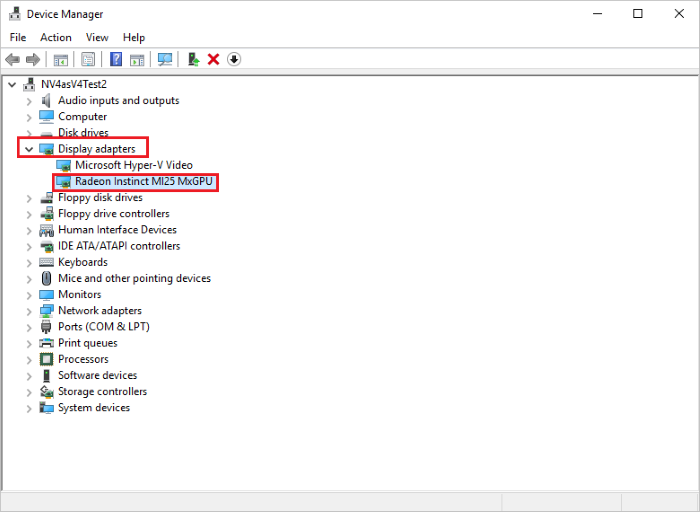 Device Manager
File Action View Help
NV4asV4Test2
Audio inputs and outputs
Computer
Disk drives
Display adapters
Microsoft Hyper-V Video
Radeon Instinct MI25 MxGPU
Floppy disk drives
Floppy drive controllers
Human Interface Devices
IDE ATA/ATAPI controllers
Keyboards
Mice and other pointing devices
Monitors
Network adapters
Ports (COM & LPT)
Print queues
Processors
Software devices
Storage controllers
System devices